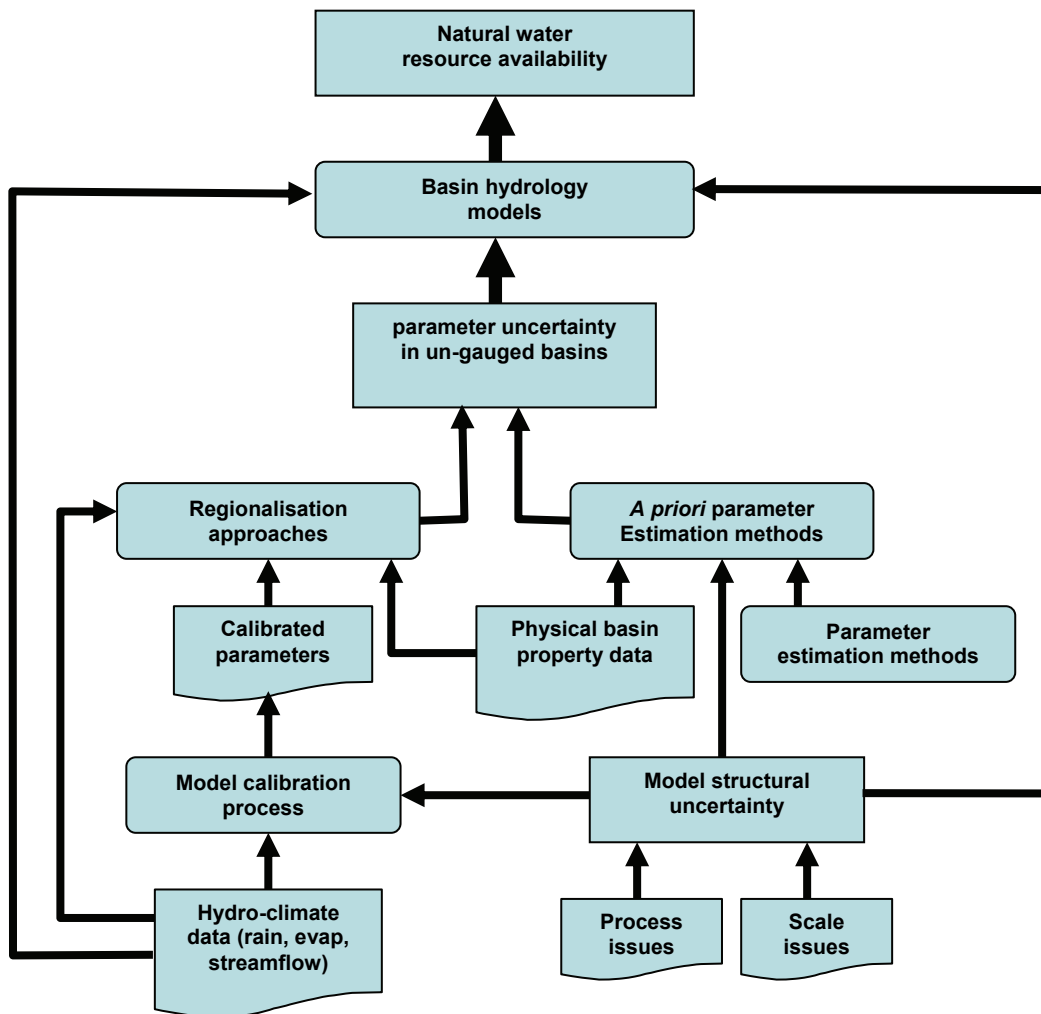 Natural water
resource availability
Basin hydrology
models
parameter uncertainty
in un-gauged basins
Regionalisation
approaches
A priori parameter
Estimation methods
Calibrated
parameters
Physical basin
property data
Parameter
estimation methods
Model calibration
process
Model structural
uncertainty
Hydro-climate
data (rain, evap,
streamflow)
Process
issues
Scale
issues